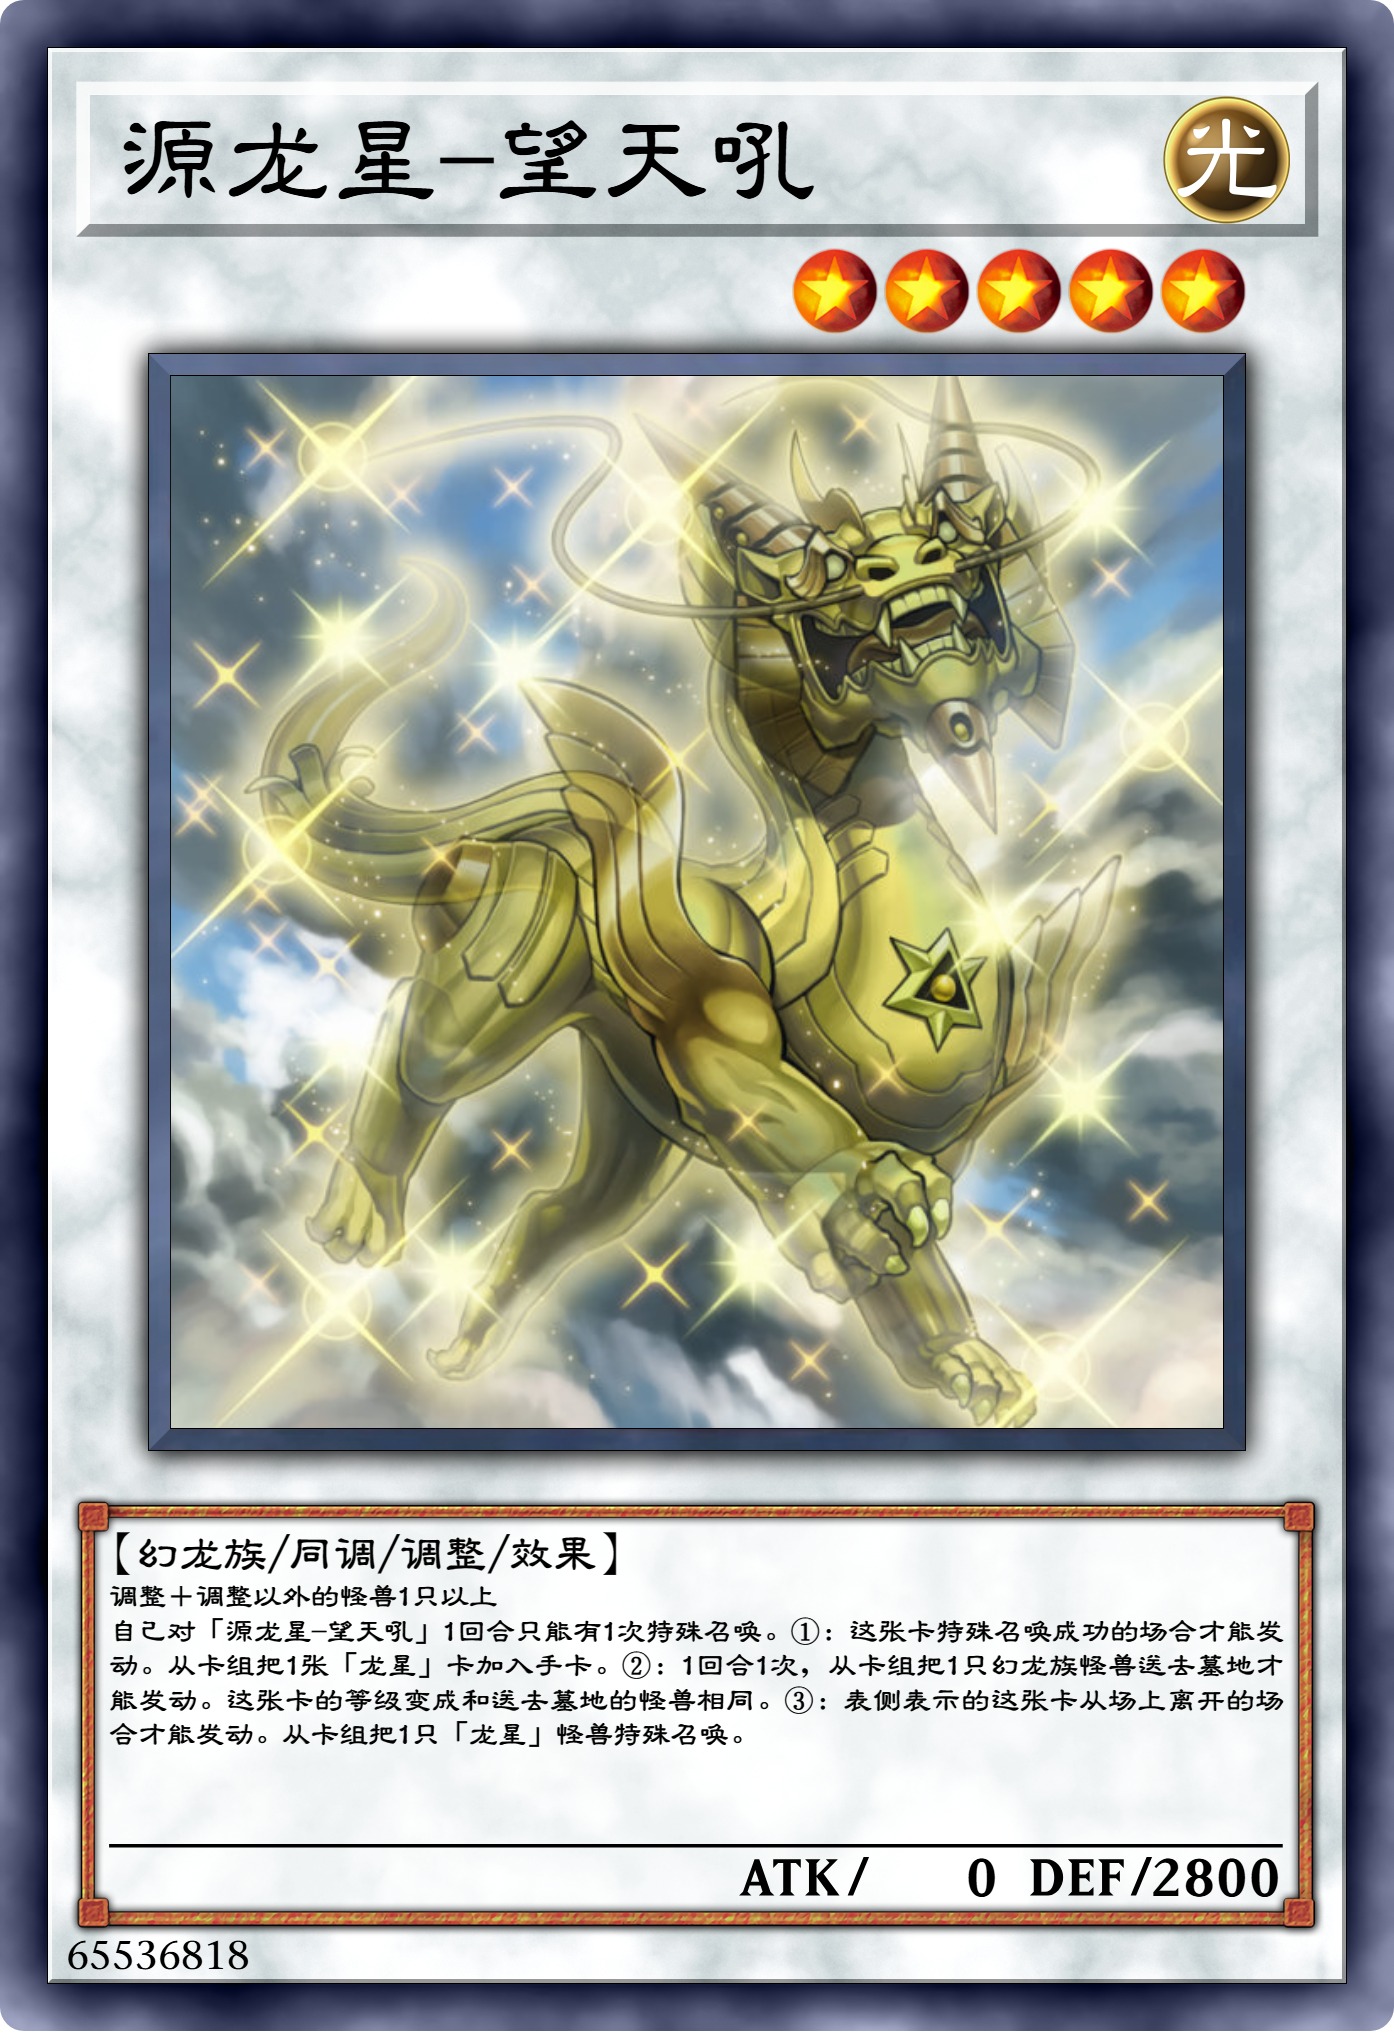 源龙星-望天吼
光
【幻龙族/同调/调整/效果】
调整＋调整以外的怪兽1只以上
自己对「源龙星-望天吼」1回合只能有1次特殊召唤。①：这张卡特殊召唤成功的场合才能发
动。从卡组把1张「龙星」卡加入手卡。②：1回合1次，从卡组把1只幻龙族怪兽送去墓地才
能发动。这张卡的等级变成和送去墓地的怪兽相同。③：表侧表示的这张卡从场上离开的场
合才能发动。从卡组把1只「龙星」怪兽特殊召唤。
ATK/ 0 DEF/2800
65536818